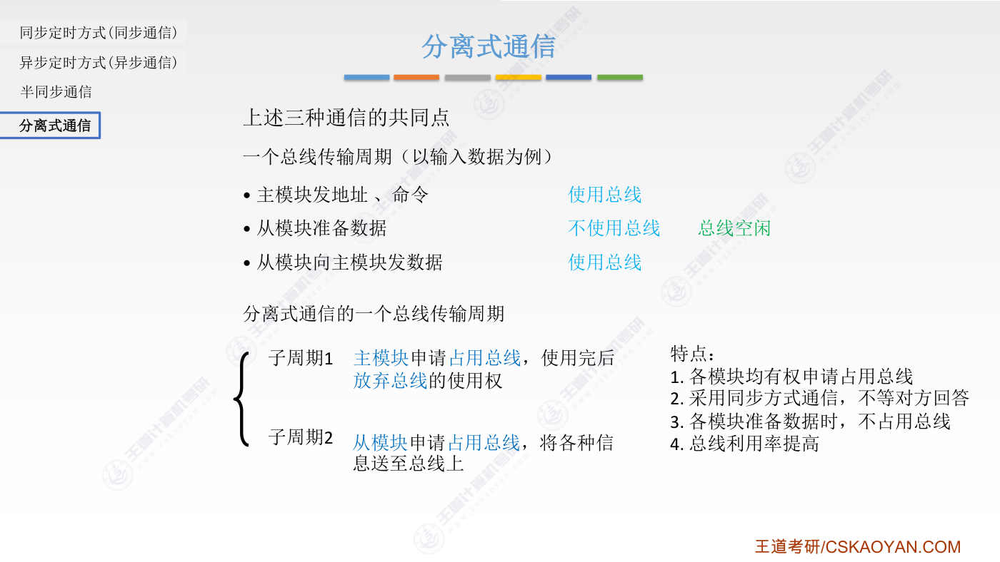 同步定时方式(同步通信)
异步定时方式(异步通信)
半同步通信
分离式通信
分离式通信
上述三种通信的共同点
一个总线传输周期（以输入数据为例）
• 主模块发地址 、命令 使用总线
• 从模块准备数据 不使用总线 总线空闲
• 从模块向主模块发数据 使用总线
分离式通信的一个总线传输周期
子周期1 主模块申请占用总线，使用完后
放弃总线的使用权
子周期2 从模块申请占用总线，将各种信
息送至总线上
特点：
1. 各模块均有权申请占用总线
2. 采用同步方式通信，不等对方回答
3. 各模块准备数据时，不占用总线
4. 总线利用率提高
王道考研/CSKAOYAN.COM